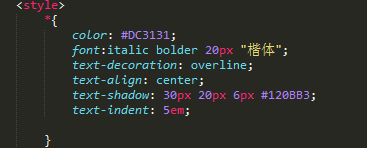 <style>
*{
color: #DC3131;
font:italic bolder 20px "楷体";
text-decoration: overline;
text-align: center;
text-shadow: 30px 20px 6px #120BB3;
text-indent: 5em;
}